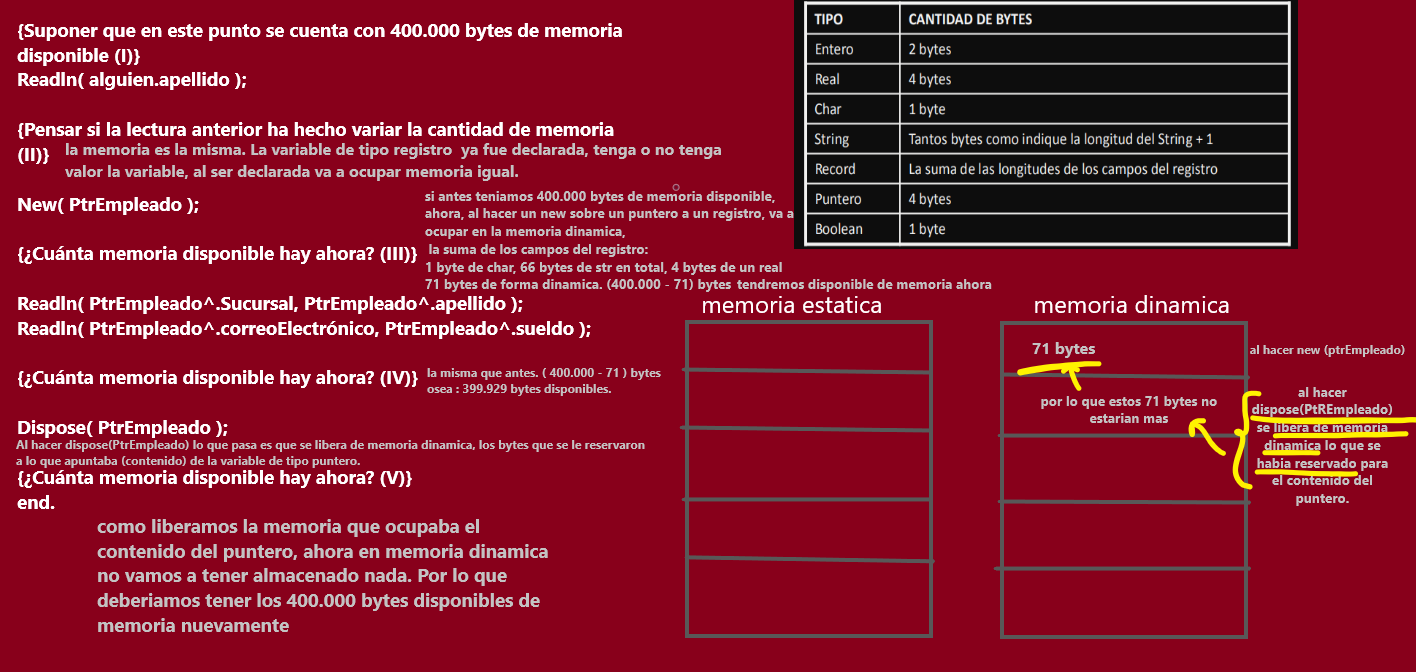 {Suponer que en este punto se cuenta con 400.000 bytes de memoria
disponible (I)}
Readln( alguien.apellido );
{Pensar si la lectura anterior ha hecho variar la cantidad de memoria
(II)} la memoria es la misma. La variable de tipo registro ya fue declarada, tenga o no tenga
valor la variable, al ser declarada va a ocupar memoria igual.
New( PtrEmpleado );
{¿Cuánta memoria disponible hay ahora? (III)}
si antes teniamos 400.000 bytes de memoria disponible,
ahora, al hacer un new sobre un puntero a un registro, va a
ocupar en la memoria dinamica,
la suma de los campos del registro:
1 byte de char, 66 bytes de str en total, 4 bytes de un real
71 bytes de forma dinamica. (400.000 - 71) bytes tendremos disponible de memoria ahora
Readln( PtrEmpleado^.Sucursal, PtrEmpleado^.apellido );
Readln( PtrEmpleado^.correoElectrónico, PtrEmpleado^.sueldo );
{¿Cuánta memoria disponible hay ahora? (IV)}
la misma que antes. ( 400.000 - 71 ) bytes
osea : 399.929 bytes disponibles.
Dispose( PtrEmpleado );
Al hacer dispose(PtrEmpleado) lo que pasa es que se libera de memoria dinamica, los bytes que se le reservaron
a lo que apuntaba (contenido) de la variable de tipo puntero.
{¿Cuánta memoria disponible hay ahora? (V)}
end.
como liberamos la memoria que ocupaba el
contenido del puntero, ahora en memoria dinamica
no vamos a tener almacenado nada. Por lo que
deberiamos tener los 400.000 bytes disponibles de
memoria nuevamente
TIPO CANTIDAD DE BYTES
Entero 2 bytes
Real 4 bytes
Char 1 byte
String Tantos bytes como indique la longitud del String + 1
Record La suma de las longitudes de los campos del registro
Puntero 4 bytes
Boolean 1 byte
memoria estatica
memoria dinamica
71 bytes
al hacer new (ptrEmpleado)
por lo que estos 71 bytes no
estarian mas
al hacer
dispose(PtREmpleado)
se libera de memoria
dinamica lo que se
habia reservado para
el contenido del
puntero.